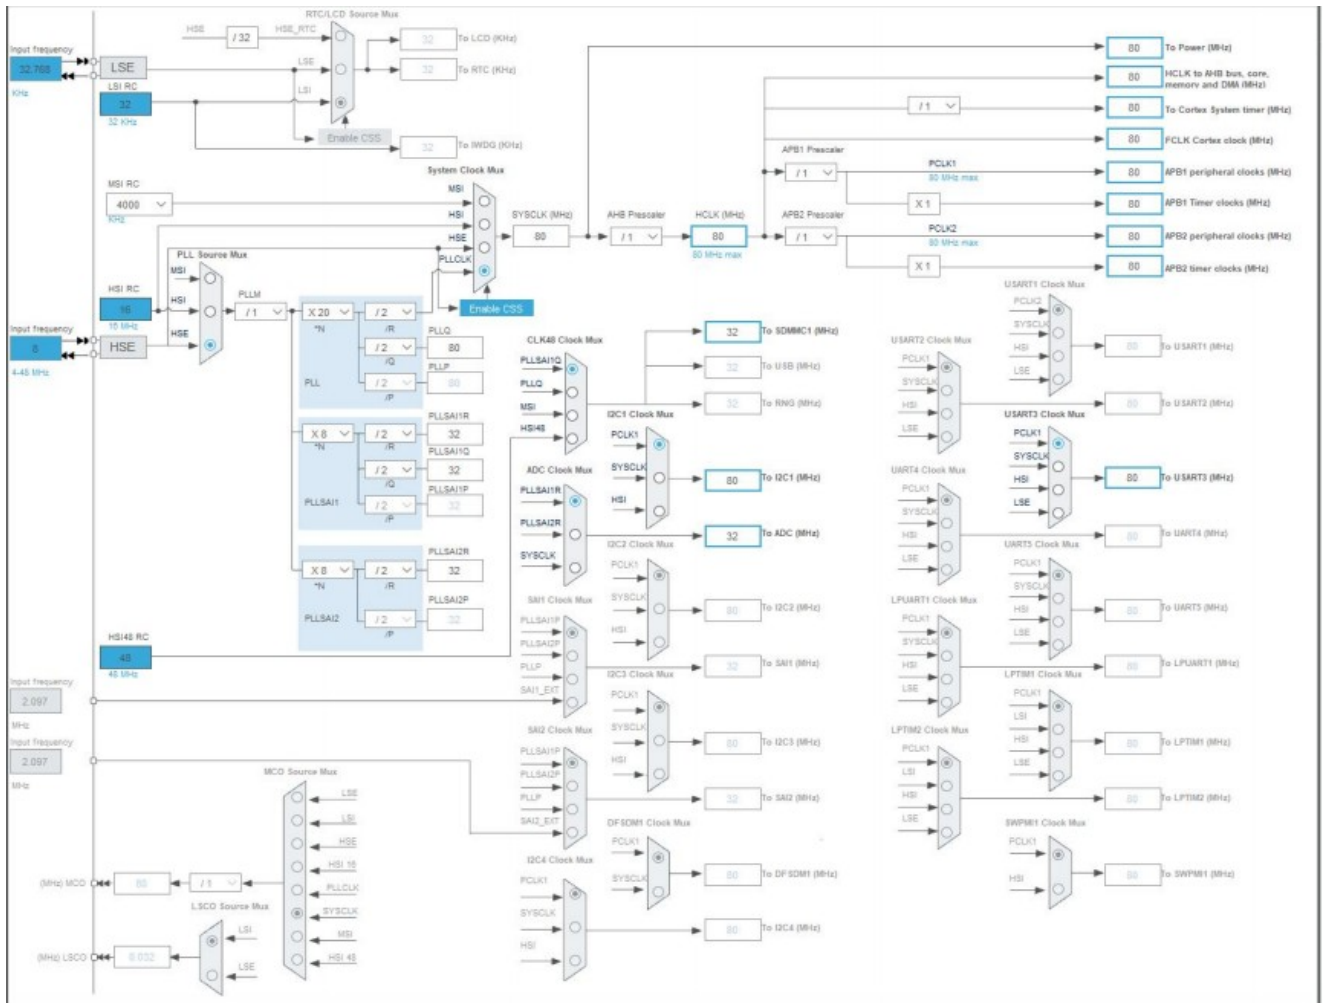 RTC/LCD Source Mux
HSE
/ 32
HSE_RTC
32
To LCD (KHz)
Input frequency
32.768
KHz
LSE
LSE
32
To RTC (KHz)
LSI RC
32
32 KHz
LSI
Enable CSS
32
To IWDG (KHz)
80
To Power (MHz)
80
HCLK to AHB bus, core,
memory and DMA (MHz)
/ 1
80
To Cortex System timer (MHz)
80
FCLK Cortex clock (MHz)
APB1 Prescaler
/ 1
PCLK1
80 MHz max
80
APB1 peripheral clocks (MHz)
X 1
80
APB1 Timer clocks (MHz)
APB2 Prescaler
/ 1
PCLK2
80 MHz max
80
APB2 peripheral clocks (MHz)
X 1
80
APB2 timer clocks (MHz)
System Clock Mux
MSI
HSI
HSE
PLLCLK
Enable CSS
SYSCLK (MHz)
80
AHB Prescaler
/ 1
HCLK (MHz)
80
80 MHz max
MSI RC
4000
KHz
PLL Source Mux
MSI
HSI
HSE
HSI RC
16
16 MHz
Input frequency
8
4-48 MHz
HSE
PLLM
/ 1
X 20
*N
/ 2
/R
/ 2
/Q
/ 2
/P
PLL
PLLQ
80
PLLP
80
X 8
*N
/ 2
/R
/ 2
/Q
/ 2
/P
PLLSAI1
PLLSAI1R
32
PLLSAI1Q
32
PLLSAI1P
32
X 8
*N
/ 2
/R
/ 2
/P
PLLSAI2
PLLSAI2R
32
PLLSAI2P
32
HSI48 RC
48
48 MHz
Input frequency
2.097
MHz
Input frequency
2.097
MHz
CLK48 Clock Mux
PLLSAI1Q
PLLQ
MSI
HSI48
32
To SDMMC1 (MHz)
32
To USB (MHz)
32
To RNG (MHz)
ADC Clock Mux
PLLSAI1R
PLLSAI2R
SYSCLK
32
To ADC (MHz)
SAI1 Clock Mux
PLLSAI1P
PLLSAI2P
PLLP
SAI1_EXT
32
To SAI1 (MHz)
SAI2 Clock Mux
PLLSAI1P
PLLSAI2P
PLLP
SAI2_EXT
32
To SAI2 (MHz)
I2C4 Clock Mux
PCLK1
SYSCLK
HSI
80
To I2C4 (MHz)
I2C1 Clock Mux
PCLK1
SYSCLK
HSI
80
To I2C1 (MHz)
I2C2 Clock Mux
PCLK1
SYSCLK
HSI
80
To I2C2 (MHz)
I2C3 Clock Mux
PCLK1
SYSCLK
HSI
80
To I2C3 (MHz)
DFSDM1 Clock Mux
PCLK1
SYSCLK
80
To DFSDM1 (MHz)
USART1 Clock Mux
PCLK2
SYSCLK
HSI
LSE
80
To USART1 (MHz)
USART2 Clock Mux
PCLK1
SYSCLK
HSI
LSE
80
To USART2 (MHz)
USART3 Clock Mux
PCLK1
SYSCLK
HSI
LSE
80
To USART3 (MHz)
UART4 Clock Mux
PCLK1
SYSCLK
HSI
LSE
80
To UART4 (MHz)
UART5 Clock Mux
PCLK1
SYSCLK
HSI
LSE
80
To UART5 (MHz)
LPUART1 Clock Mux
PCLK1
SYSCLK
HSI
LSE
80
To LPUART1 (MHz)
LPTIM1 Clock Mux
PCLK1
LSI
HSI
LSE
80
To LPTIM1 (MHz)
LPTIM2 Clock Mux
PCLK1
LSI
HSI
LSE
80
To LPTIM2 (MHz)
SWPMI1 Clock Mux
PCLK1
HSI
80
To SWPMI1 (MHz)
MCO Source Mux
LSE
LSI
HSE
HSI 16
PLLCLK
SYSCLK
MSI
HSI 48
(MHz) MCO
80
/ 1
LSCO Source Mux
LSI
LSE
(MHz) LSCO
0.032